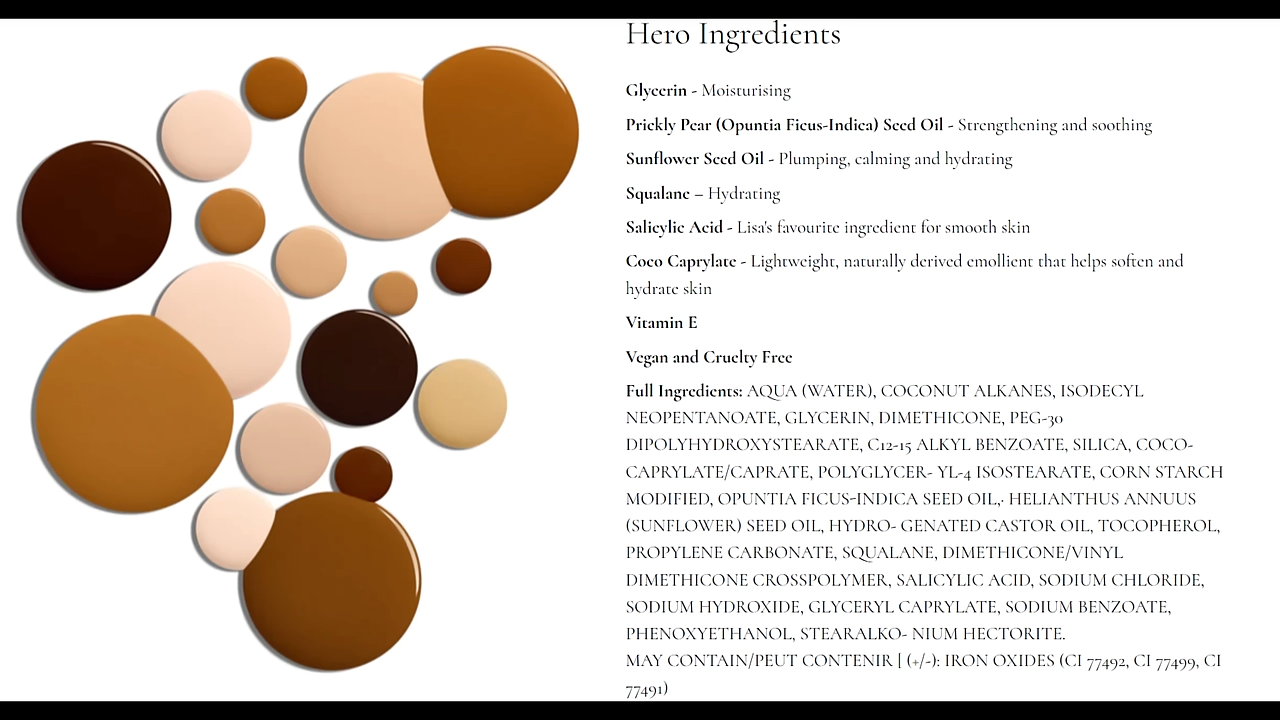 Hero Ingredients
Glycerin - Moisturising
Prickly Pear (Opuntia Ficus-Indica) Seed Oil - Strengthening and soothing
Sunflower Seed Oil - Plumping, calming and hydrating
Squalane – Hydrating
Salicylic Acid - Lisa's favourite ingredient for smooth skin
Coco Caprylate - Lightweight, naturally derived emollient that helps soften and
hydrate skin
Vitamin E
Vegan and Cruelty Free
Full Ingredients: AQUA (WATER), COCONUT ALKANES, ISODECYL
NEOPENTANOATE, GLYCERIN, DIMETHICONE, PEG-30
DIPOLYHYDROXYSTEARATE, C12-15 ALKYL BENZOATE, SILICA, COCO-
CAPRYLATE/CAPRATE, POLYGLYCER- YL-4 ISOSTEARATE, CORN STARCH
MODIFIED, OPUNTIA FICUS-INDICA SEED OIL,· HELIANTHUS ANNUUS
(SUNFLOWER) SEED OIL, HYDRO- GENATED CASTOR OIL, TOCOPHEROL,
PROPYLENE CARBONATE, SQUALANE, DIMETHICONE/VINYL
DIMETHICONE CROSSPOLYMER, SALICYLIC ACID, SODIUM CHLORIDE,
SODIUM HYDROXIDE, GLYCERYL CAPRYLATE, SODIUM BENZOATE,
PHENOXYETHANOL, STEARALKO- NIUM HECTORITE.
MAY CONTAIN/PEUT CONTENIR [ (+/-): IRON OXIDES (CI 77492, CI 77499, CI
77491)